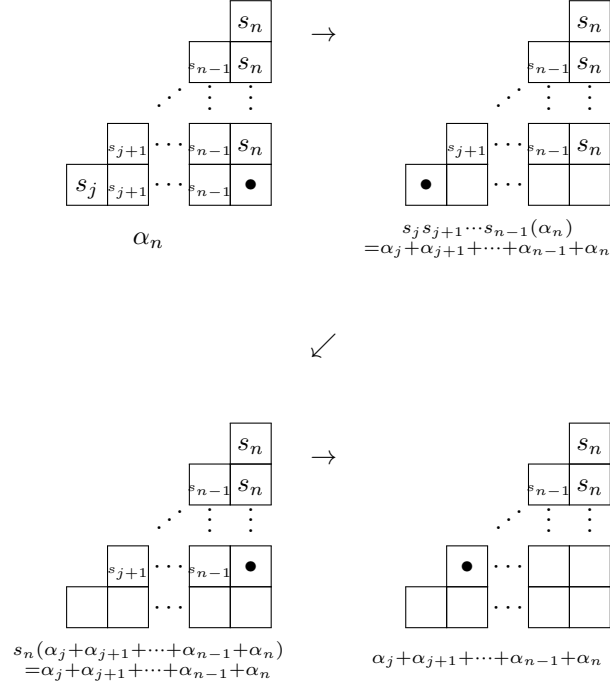 s_n → s_n
s_{n-1} s_n s_{n-1} s_n
⋰ ⋮ ⋮ ⋰ ⋮ ⋮
s_{j+1} ⋯ s_{n-1} s_n s_{j+1} ⋯ s_{n-1} s_n
s_j s_{j+1} ⋯ s_{n-1} • • ⋯
α_n
s_j s_{j+1}⋯s_{n-1}(α_n)
=α_j+α_{j+1}+⋯+α_{n-1}+α_n
↙
s_n → s_n
s_{n-1} s_n s_{n-1} s_n
⋰ ⋮ ⋮ ⋰ ⋮ ⋮
s_{j+1} ⋯ s_{n-1} • • ⋯
⋯ ⋯
s_n(α_j+α_{j+1}+⋯+α_{n-1}+α_n)
=α_j+α_{j+1}+⋯+α_{n-1}+α_n
α_j+α_{j+1}+⋯+α_{n-1}+α_n